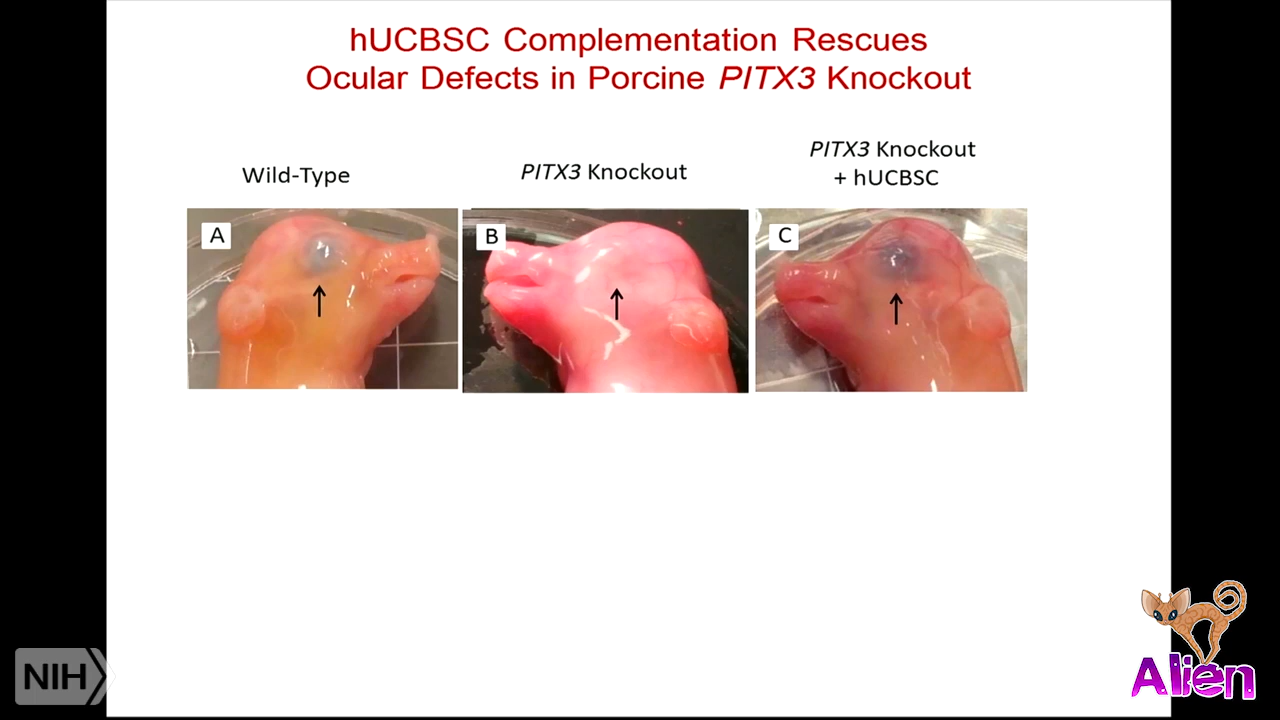 hUCBSC Complementation Rescues
Ocular Defects in Porcine PITX3 Knockout
Wild-Type
PITX3 Knockout
PITX3 Knockout
+ hUCBSC
A
B
C
NIH
Alien